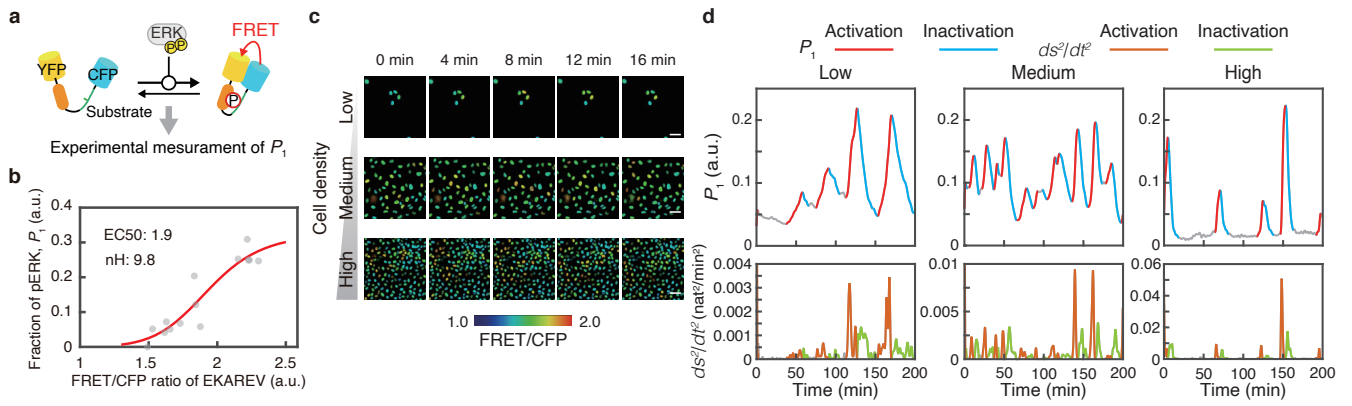 a
ERK
P P
FRET
YFP
CFP
P
Substrate
Experimental mesurament of P₁
b
Fraction of pERK, P₁ (a.u.)
0.4
0.3
0.2
0.1
0
EC50: 1.9
nH: 9.8
1 1.5 2 2.5
FRET/CFP ratio of EKAREV (a.u.)
c
0 min 4 min 8 min 12 min 16 min
Cell density
Low
Medium
High
1.0 2.0
FRET/CFP
d
Activation Inactivation Activation Inactivation
P₁ ds²/dt²
Low Medium High
P₁ (a.u.)
0.2 0.2 0.2
0.1 0.1 0.1
0 0 0
ds²/dt² (nat²/min²)
0.004 0.01 0.06
0.003
0.04
0.002 0.005
0.02
0.001
0 0 0
0 50 100 150 200 0 50 100 150 200 0 50 100 150 200
Time (min) Time (min) Time (min)